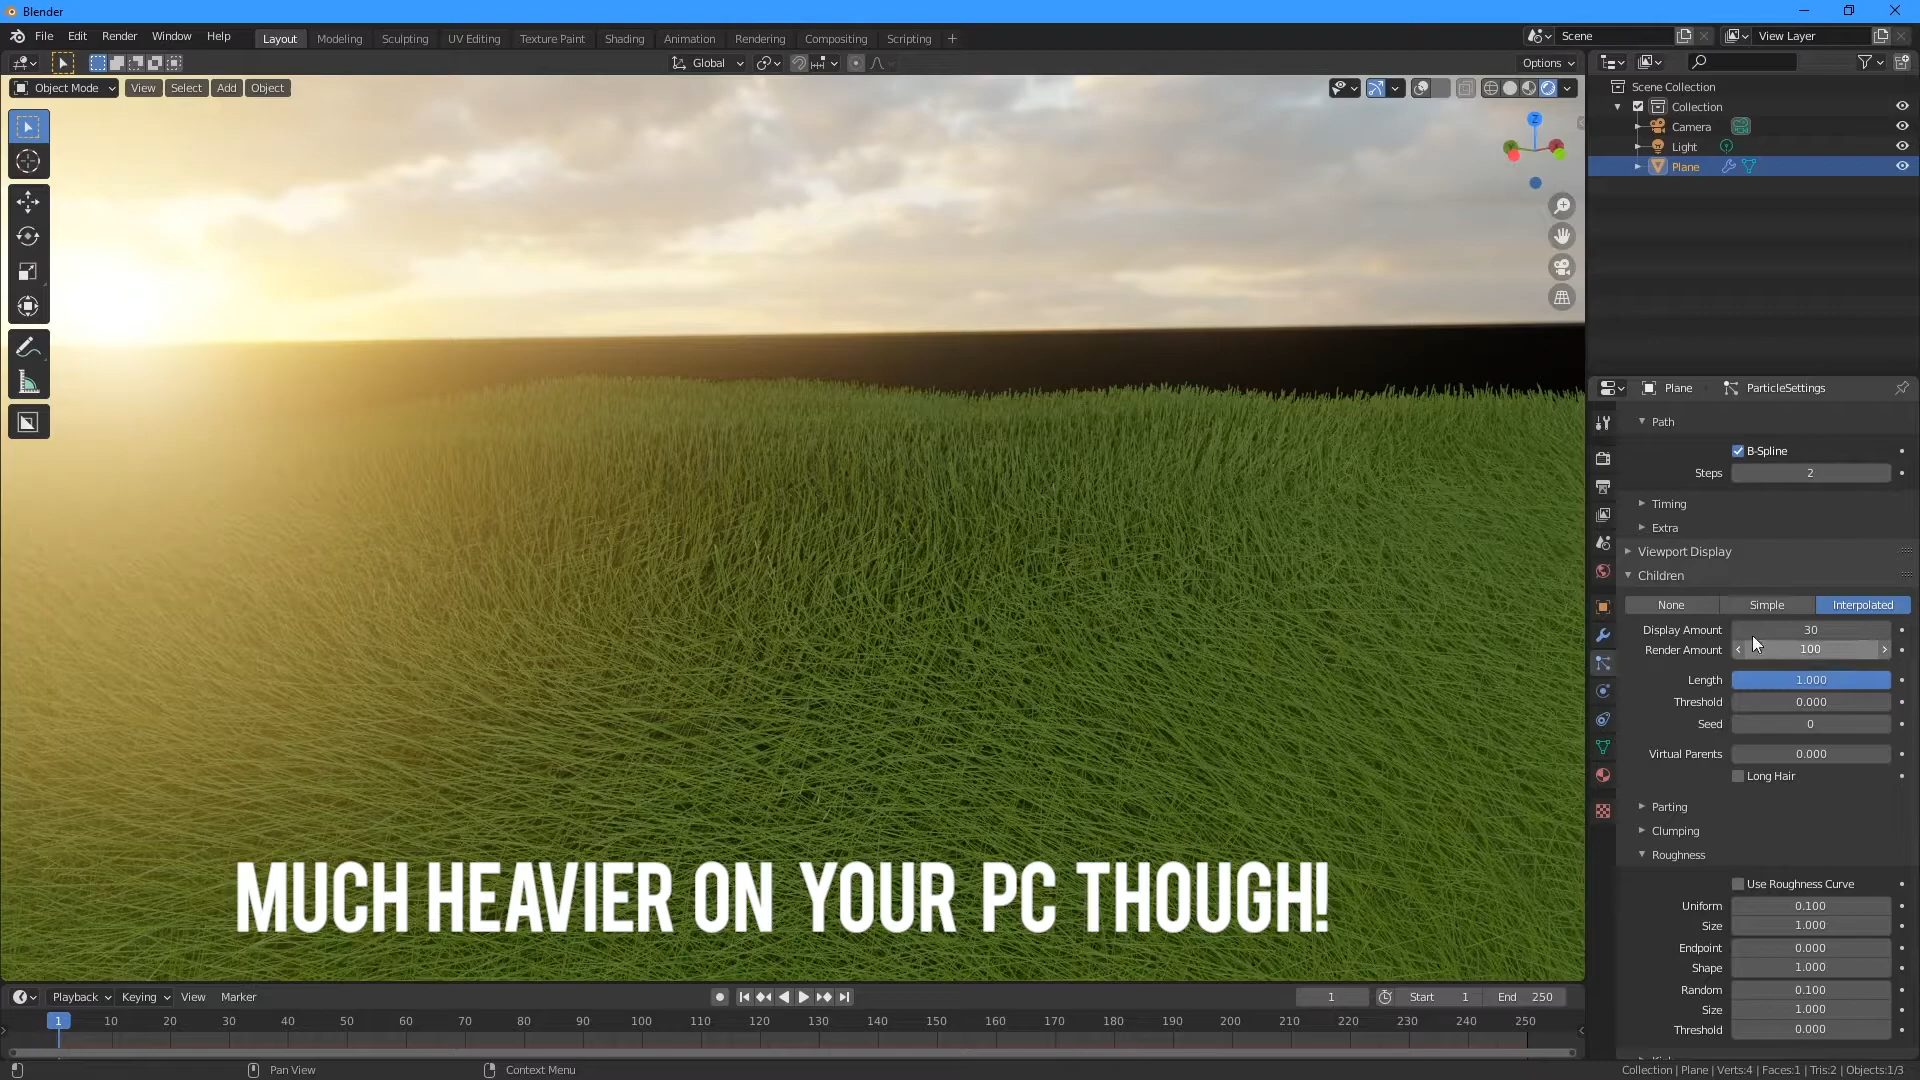 Blender
File Edit Render Window Help
Layout Modeling Sculpting UV Editing Texture Paint Shading Animation Rendering Compositing Scripting +
Scene
View Layer
Global
Options
Object Mode View Select Add Object
Z
Scene Collection
Collection
Camera
Light
Plane
Plane ParticleSettings
Path
B-Spline
Steps 2
Timing
Extra
Viewport Display
Children
None Simple Interpolated
Display Amount 30
Render Amount 100
Length 1.000
Threshold 0.000
Seed 0
Virtual Parents 0.000
Long Hair
Parting
Clumping
Roughness
Use Roughness Curve
Uniform 0.100
Size 1.000
Endpoint 0.000
Shape 1.000
Random 0.100
Size 1.000
Threshold 0.000
MUCH HEAVIER ON YOUR PC THOUGH!
Playback Keying View Marker
1 Start 1 End 250
1 10 20 30 40 50 60 70 80 90 100 110 120 130 140 150 160 170 180 190 200 210 220 230 240 250
Pan View
Context Menu
Collection | Plane | Verts:4 | Faces:1 | Tris:2 | Objects:1/3